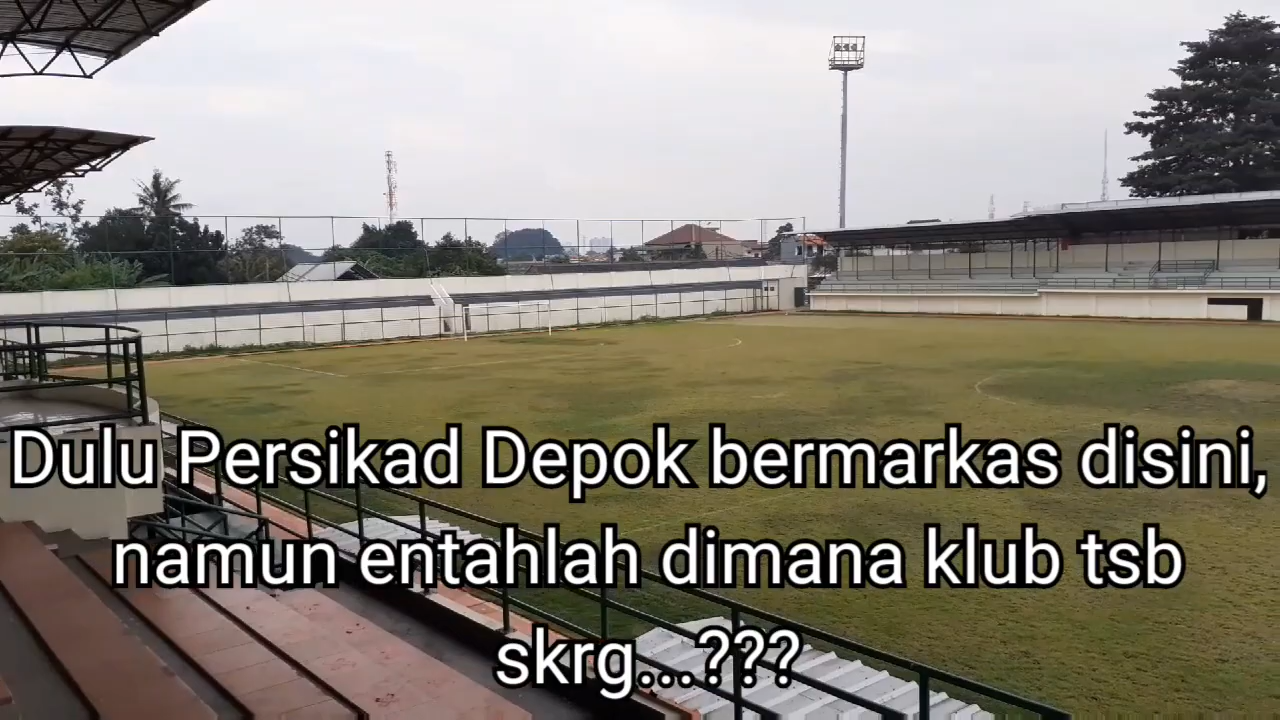 Dulu Persikad Depok bermarkas disini,
namun entahlah dimana klub tsb
skrg...???